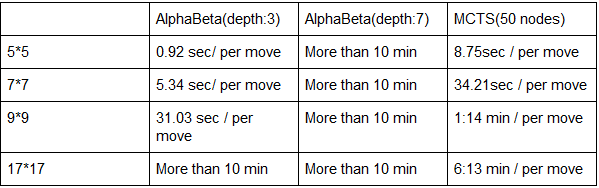 AlphaBeta(depth:3) AlphaBeta(depth:7) MCTS(50 nodes)
5*5 0.92 sec/ per move More than 10 min 8.75sec / per move
7*7 5.34 sec / per move More than 10 min 34.21sec / per move
9*9 31.03 sec / per More than 10 min 1:14 min / per move
move
17*17 More than 10 min More than 10 min 6:13 min / per move